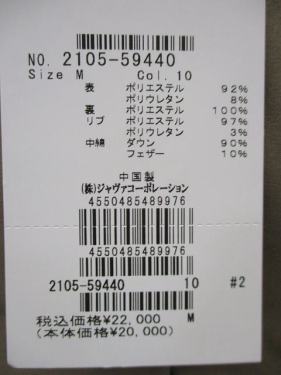 NO. 2105-59440
Size M Col. 10
表 ポリエステル 92%
ポリウレタン 8%
裏 ポリエステル 100%
リブ ポリエステル 97%
ポリウレタン 3%
中綿 ダウン 90%
フェザー 10%
中国製
(株)ジャヴァコーポレーション
4550485489976
4550485489976
2105-59440 10 #2
税込価格¥22,000 M
(本体価格¥20,000)